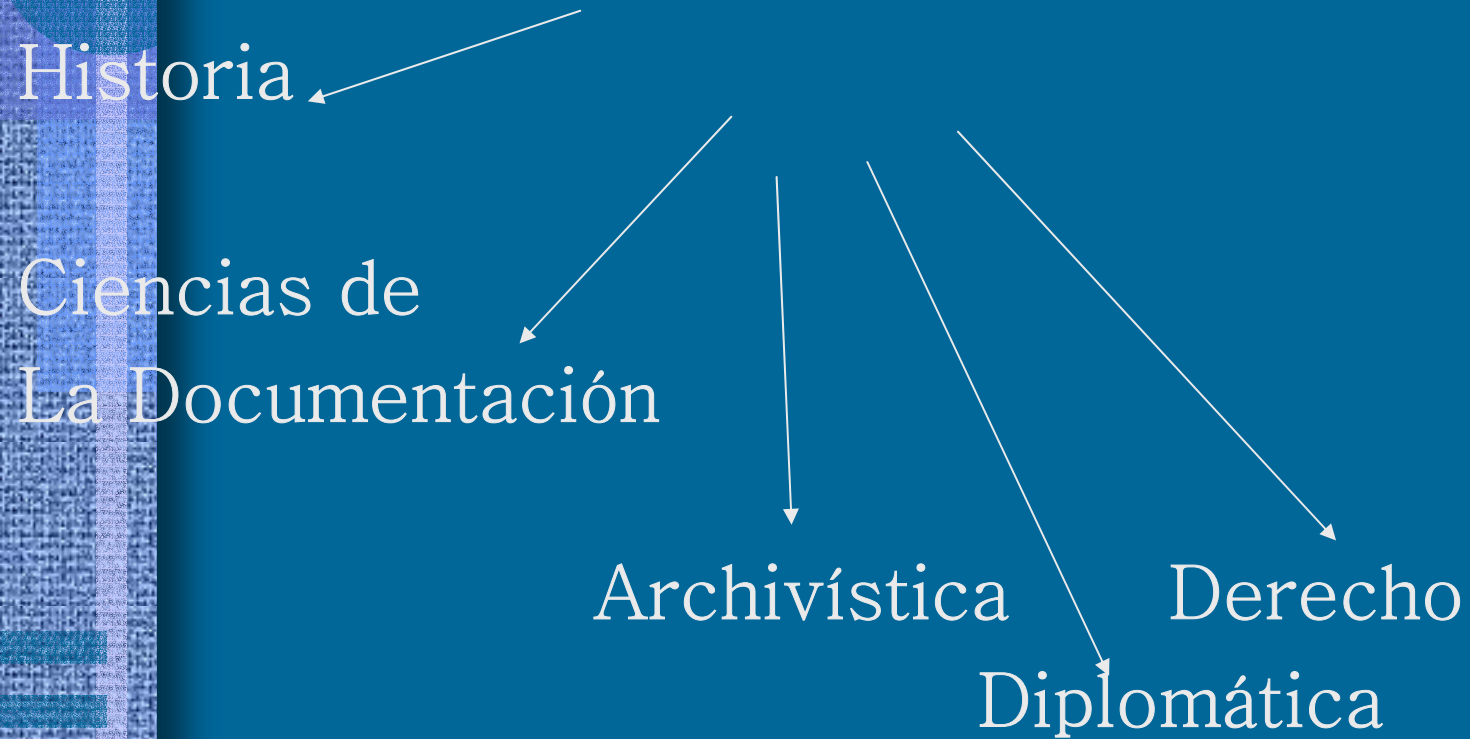 Historia
Ciencias de
La Documentación
Archivística
Derecho
Diplomática